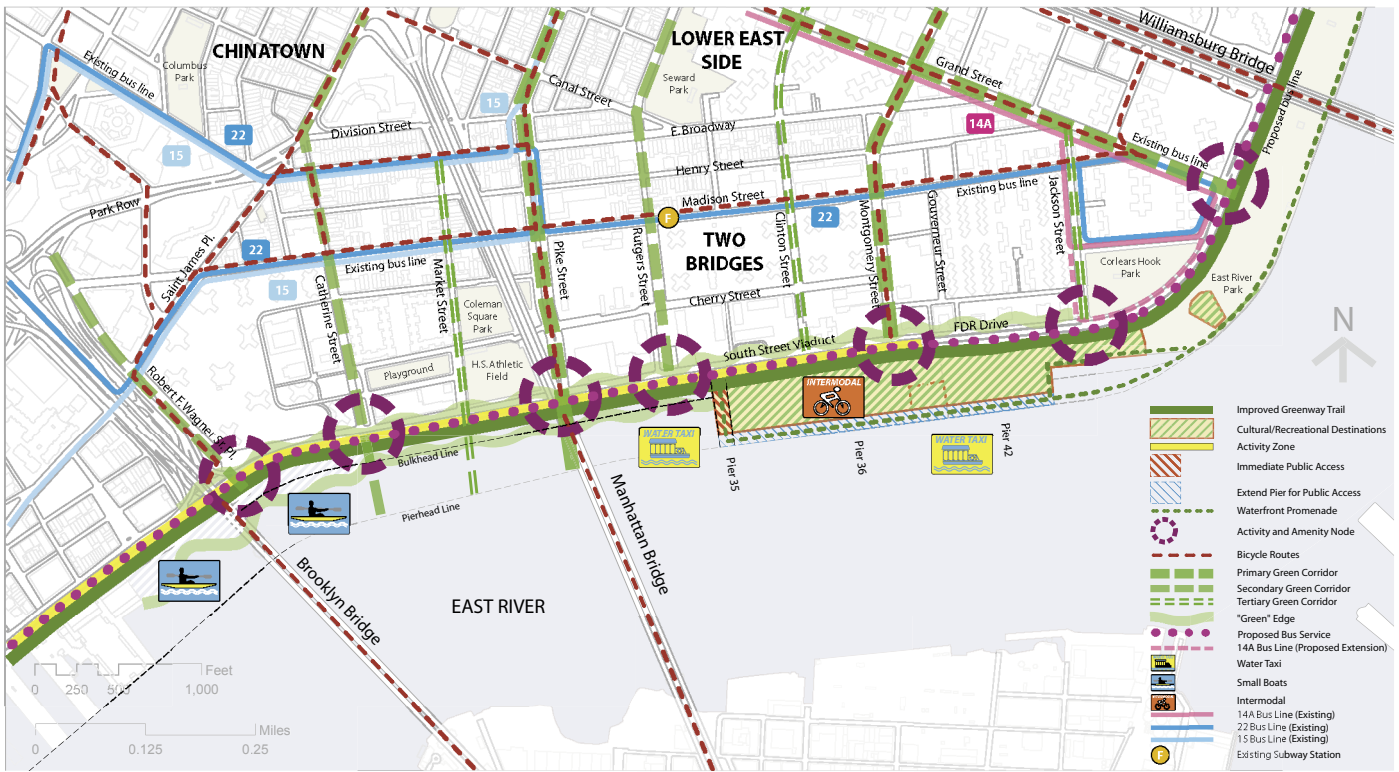 CHINATOWN
LOWER EAST
SIDE
Williamsburg Bridge
Columbus
Park
Existing bus line
22
15
15
Division Street
Canal Street
Seward
Park
E. Broadway
Grand Street
14A
Proposed bus line
Existing bus line
Henry Street
Madison Street
Existing bus line
Park Row
Saint James Pl.
22
15
Existing bus line
F
22
TWO
BRIDGES
Catherine Street
Market Street
Pike Street
Rutgers Street
Clinton Street
Montgomery Street
Gouverneur Street
Jackson Street
Corlears Hook
Park
East River
Park
Coleman
Square
Park
Cherry Street
FDR Drive
South Street Viaduct
Playground
H.S. Athletic
Field
Robert F. Wagner Sr. Pl.
INTERMODAL
WATER TAXI
WATER TAXI
Bulkhead Line
Pierhead Line
Pier 35
Pier 36
Pier 42
Manhattan Bridge
Brooklyn Bridge
EAST RIVER
N
Improved Greenway Trail
Cultural/Recreational Destinations
Activity Zone
Immediate Public Access
Extend Pier for Public Access
Waterfront Promenade
Activity and Amenity Node
Bicycle Routes
Primary Green Corridor
Secondary Green Corridor
Tertiary Green Corridor
"Green" Edge
Proposed Bus Service
14A Bus Line (Proposed Extension)
Water Taxi
Small Boats
Intermodal
14A Bus Line (Existing)
22 Bus Line (Existing)
15 Bus Line (Existing)
F
Existing Subway Station
Feet
0 250 500 1,000
Miles
0 0.125 0.25